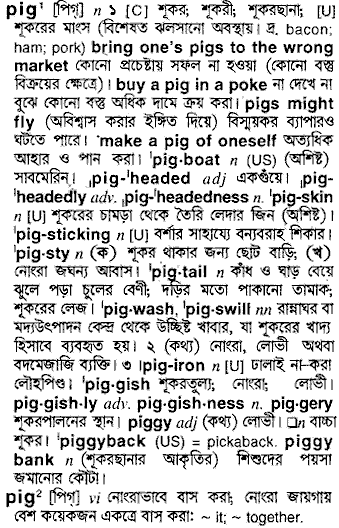 pig¹ [পিগ্] n ১ [C] শূকর; শূকরী; শূকরছানা; [U]
শূকরের মাংস (বিশেষত ঝলসানো অবস্থায়। দ্র. bacon;
ham; pork) bring one's pigs to the wrong
market কোনো প্রচেষ্টায় সফল না হওয়া (কোনো বস্তু
বিক্রয়ের ক্ষেত্রে)। buy a pig in a poke না দেখে না
বুঝে কোনো বস্তু অধিক দামে ক্রয় করা। pigs might
fly (অবিশ্বাস করার ইঙ্গিত দিয়ে) বিস্ময়কর ব্যাপারও
ঘটতে পারে। make a pig of oneself অত্যধিক
আহার ও পান করা। ˈpig·boat n (US) (অশিষ্ট)
সাবমেরিন। ˌpig-ˈheaded adj একগুঁয়ে। ˌpig-
ˈheadedly adv. ˌpig-ˈheadedness n. ˈpig-skin
n [U] শূকরের চামড়া থেকে তৈরি লেদার জিন (অশিষ্ট)।
ˈpig-sticking n [U] বর্শার সাহায্যে বন্যবরাহ শিকার।
ˈpig-sty n (ক) শূকর থাকার জন্য ছোট বাড়ি; (খ)
নোংরা জঘন্য আবাস। ˈpig·tail n কাঁধ ও ঘাড় বেয়ে
ঝুলে পড়া চুলের বেণী; দড়ির মতো পাকানো তামাক;
শূকরের লেজ। ˈpig-wash, ˈpig-swill nn রান্নাঘর বা
মদ্যউৎপাদন কেন্দ্র থেকে উচ্ছিষ্ট খাবার, যা শূকরের খাদ্য
হিসাবে ব্যবহৃত হয়। ২ (কথ্য) নোংরা, লোভী অথবা
বদমেজাজি ব্যক্তি। ৩ ˈpig-iron n [U] ঢালাই না-করা
লৌহপিণ্ড। ˈpig·gish শূকরতুল্য; নোংরা; লোভী।
pig·gish·ly adv. pig·gish·ness n. pig·gery
শূকরপালনের স্থান। piggy adj (কথ্য) লোভী। □n বাচ্চা
শূকর। ˈpiggyback (US) = pickaback. piggy
bank n (শূকরছানার আকৃতির) শিশুদের পয়সা
জমানোর কৌটা।
pig² [পিগ্] vi নোংরাভাবে বাস করা; নোংরা জায়গায়
বেশ কয়েকজন একত্রে বাস করা: ~ it; ~ together.